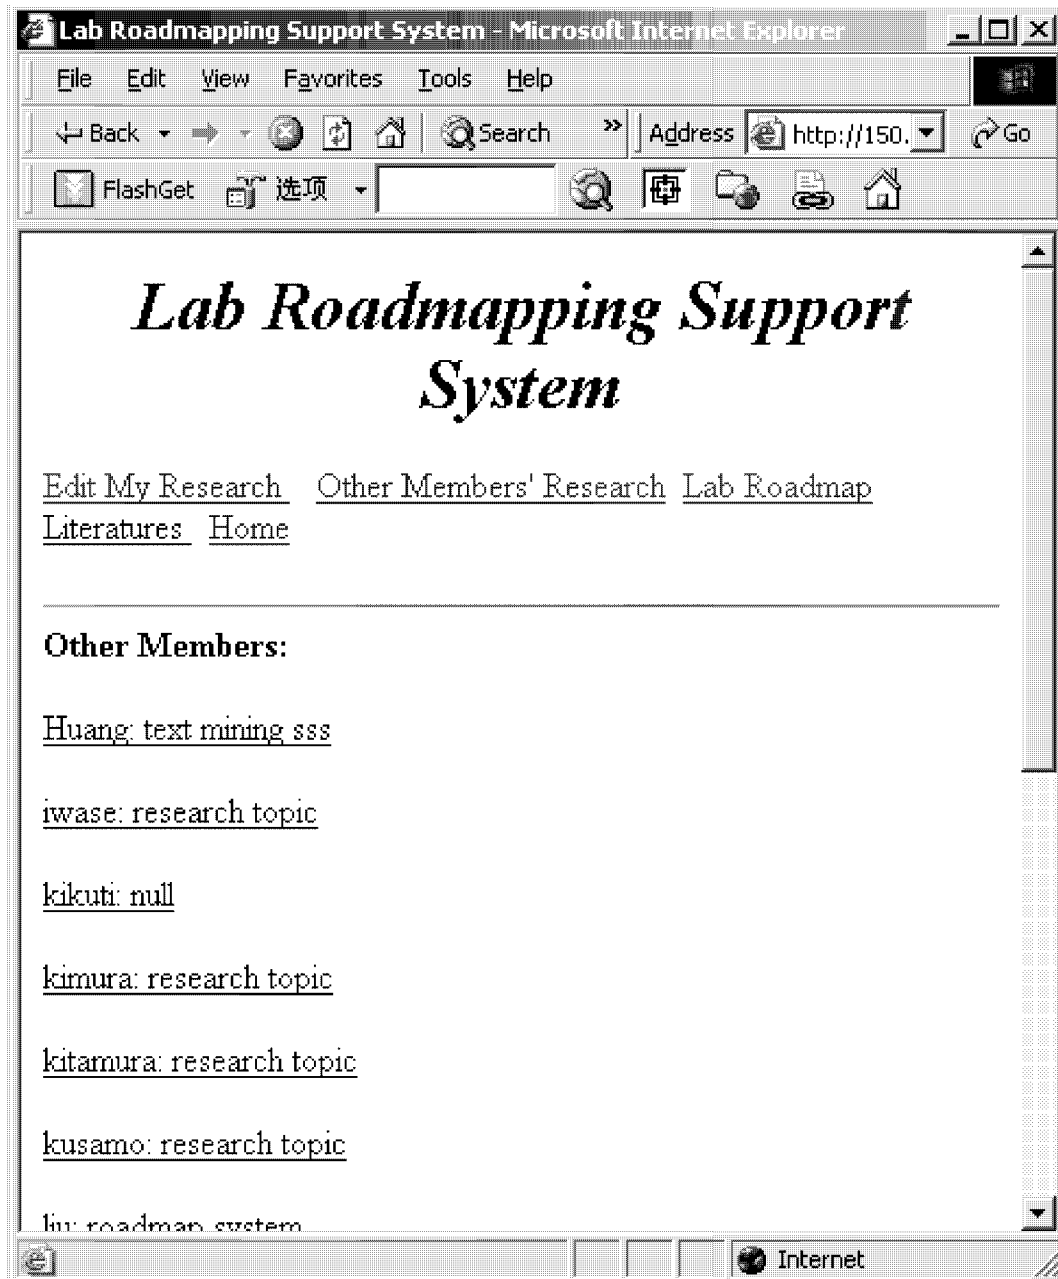 Lab Roadmapping Support System - Microsoft Internet Explorer
File Edit View Favorites Tools Help
Back Search » Address http://150. Go
FlashGet 选项
Lab Roadmapping Support
System
Edit My Research Other Members' Research Lab Roadmap
Literatures Home
Other Members:
Huang: text mining sss
iwase: research topic
kikuti: null
kimura: research topic
kitamura: research topic
kusamo: research topic
liu: roadmap system
Internet